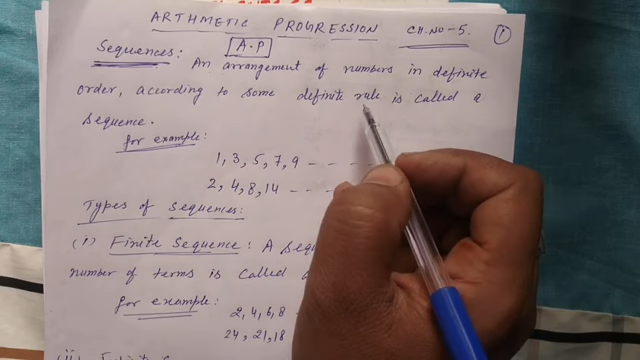 ARTHMETIC PROGRESSION CH.NO-5. 1
A.P
Sequences: An arrangement of numbers in definite
order, according to some definite rule is called a
sequence.
for example:
1, 3, 5, 7, 9 - - - -
2, 4, 8, 14 - - -
Types of Sequences:
(i) Finite Sequence: A
number of terms is called
for example:
2, 4, 6, 8
24, 21, 18
(ii)